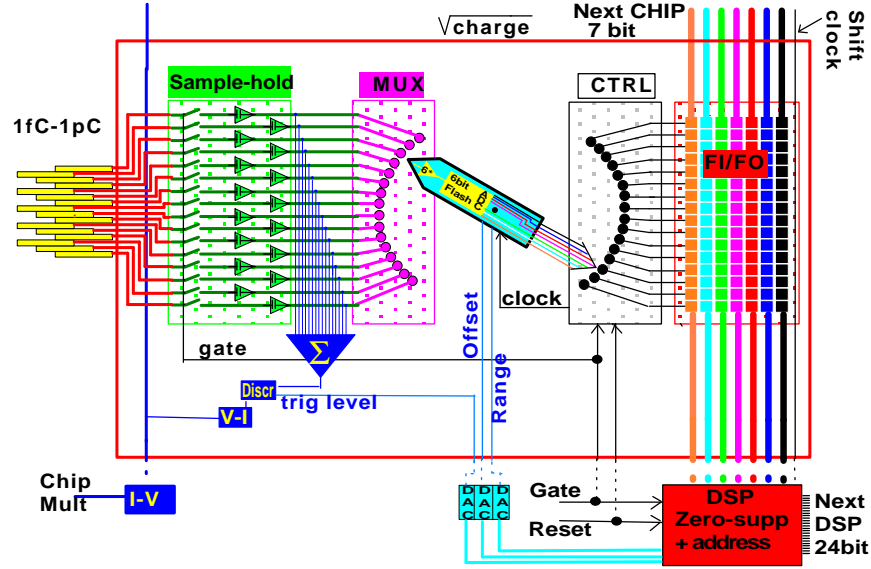 √charge
Next CHIP
7 bit
Shift
clock
Sample-hold
MUX
CTRL
1fC-1pC
FI/FO
6"
6bit
Flash
ADC
clock
Offset
Range
gate
Σ
Discr
trig level
V-I
Chip
Mult
I-V
DAC
DAC
DAC
Gate
Reset
DSP
Zero-supp
+ address
Next
DSP
24bit